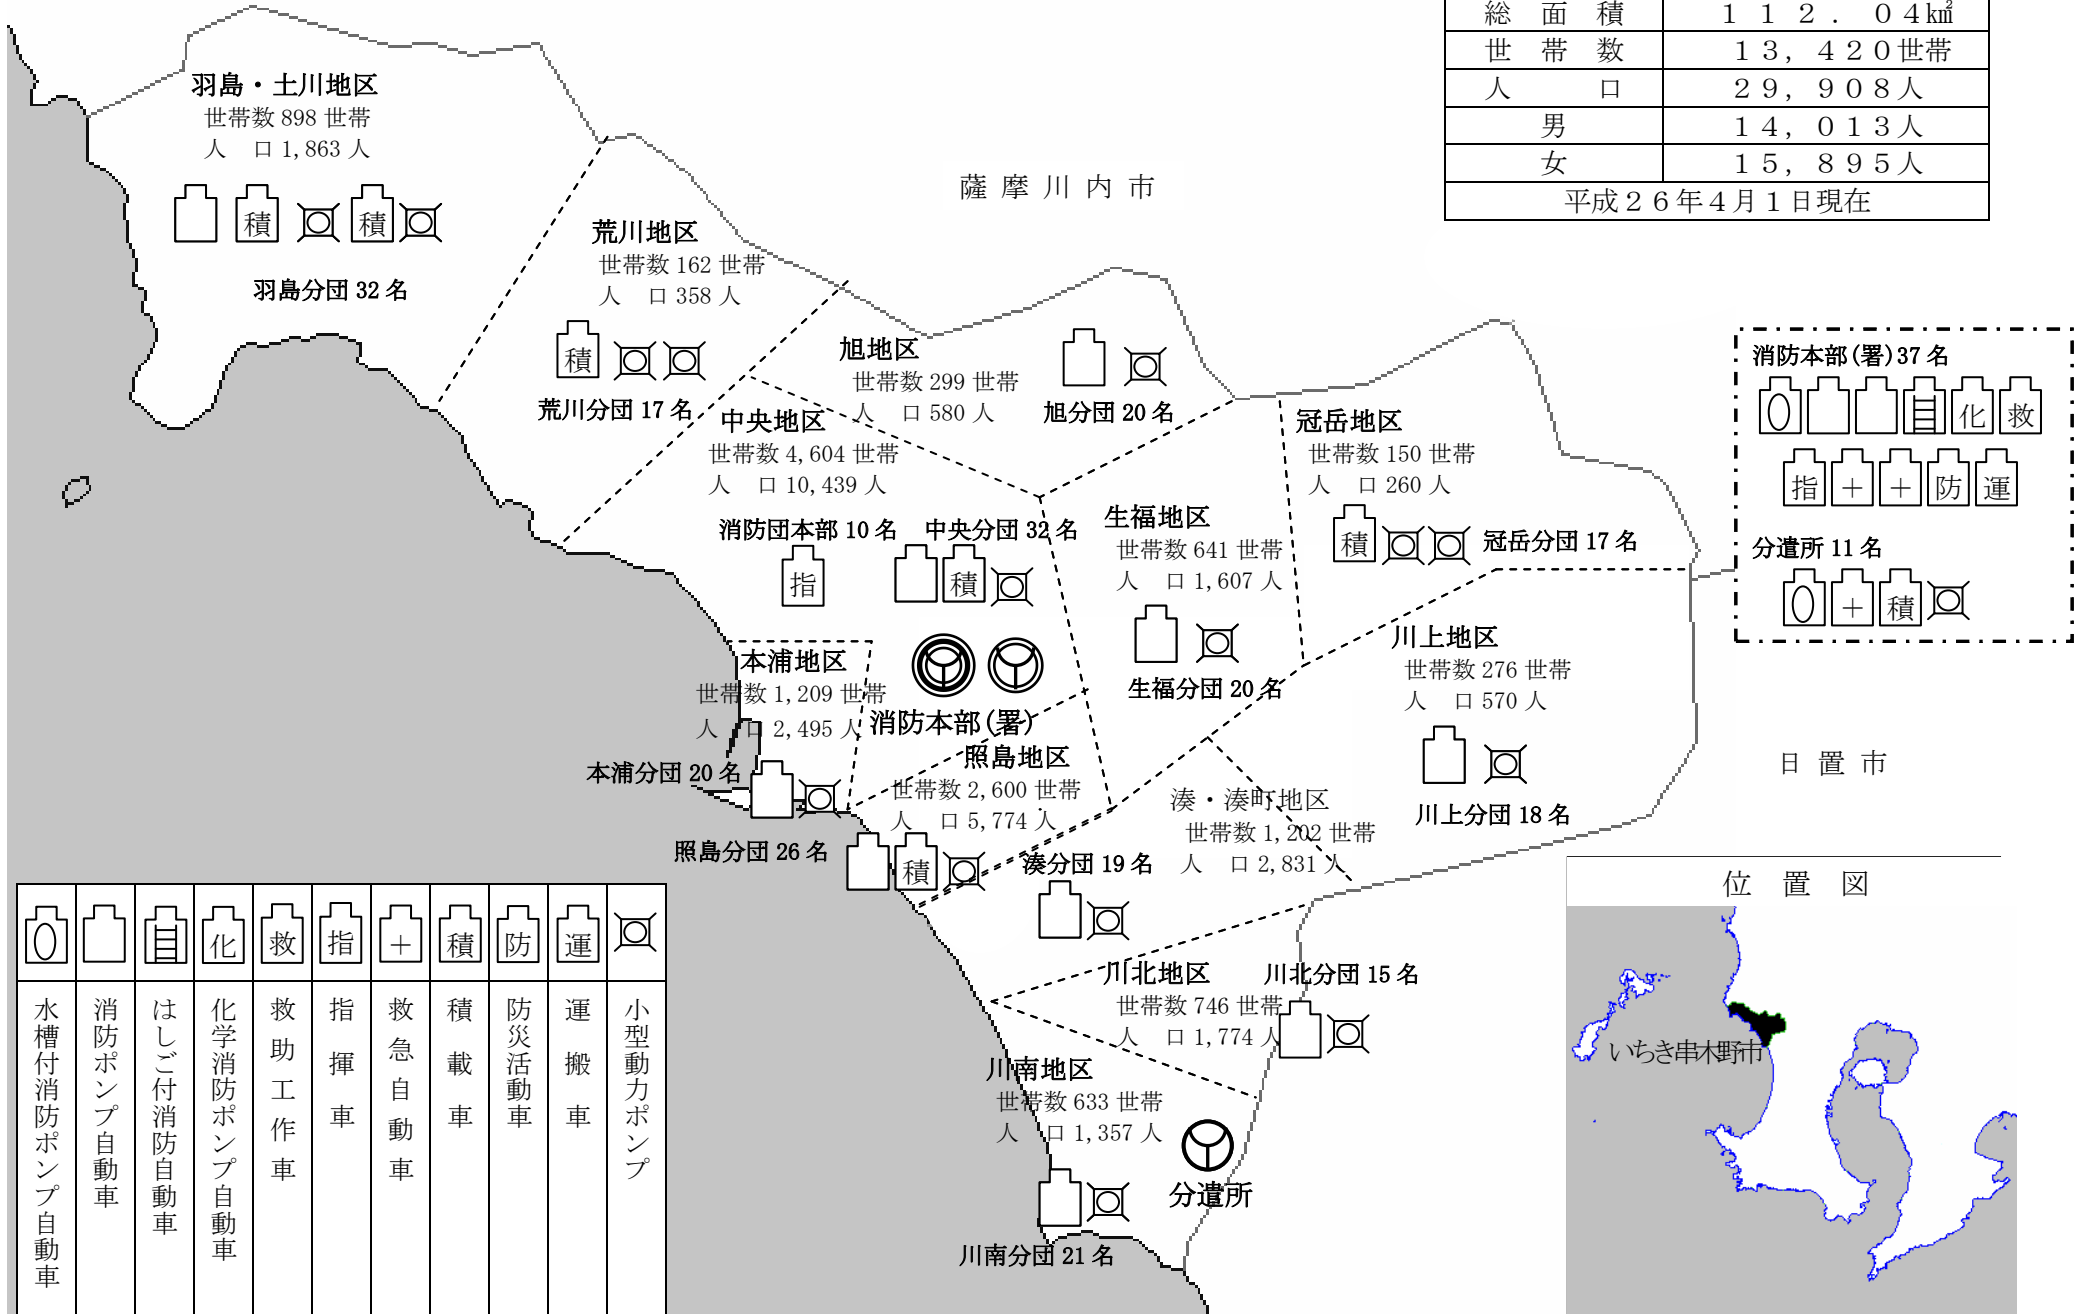 総面積 112.04㎢
世帯数 13,420世帯
人口 29,908人
男 14,013人
女 15,895人
平成26年4月1日現在
羽島・土川地区
世帯数 898 世帯
人 口 1,863 人
積 積
羽島分団 32 名
薩摩川内市
荒川地区
世帯数 162 世帯
人 口 358 人
積
荒川分団 17 名
旭地区
世帯数 299 世帯
人 口 580 人
旭分団 20 名
中央地区
世帯数 4,604 世帯
人 口 10,439 人
消防団本部 10 名
指
中央分団 32 名
積
消防本部(署)
冠岳地区
世帯数 150 世帯
人 口 260 人
積
冠岳分団 17 名
生福地区
世帯数 641 世帯
人 口 1,607 人
生福分団 20 名
消防本部(署)37 名
化 救
指 + + 防 運
分遣所 11 名
+ 積
川上地区
世帯数 276 世帯
人 口 570 人
川上分団 18 名
日置市
本浦地区
世帯数 1,209 世帯
人 口 2,495 人
本浦分団 20 名
照島地区
世帯数 2,600 世帯
人 口 5,774 人
照島分団 26 名
積
湊・湊町地区
世帯数 1,202 世帯
人 口 2,831 人
湊分団 19 名
川北地区
世帯数 746 世帯
人 口 1,774 人
川北分団 15 名
川南地区
世帯数 633 世帯
人 口 1,357 人
分遣所
川南分団 21 名
化 救 指 + 積 防 運
水槽付消防ポンプ自動車
消防ポンプ自動車
はしご付消防自動車
化学消防ポンプ自動車
救助工作車
指揮車
救急自動車
積載車
防災活動車
運搬車
小型動力ポンプ
位置図
いちき串木野市